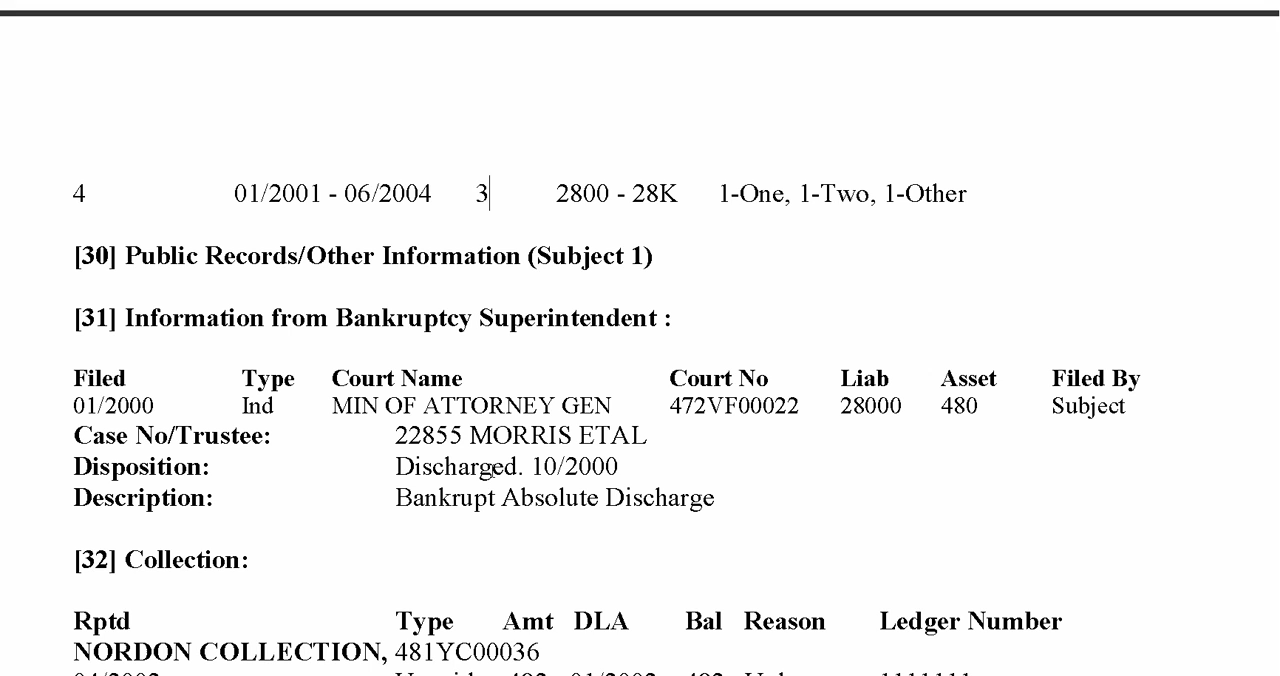 4 01/2001 - 06/2004 3 2800 - 28K 1-One, 1-Two, 1-Other
[30] Public Records/Other Information (Subject 1)
[31] Information from Bankruptcy Superintendent :
Filed Type Court Name Court No Liab Asset Filed By
01/2000 Ind MIN OF ATTORNEY GEN 472VF00022 28000 480 Subject
Case No/Trustee: 22855 MORRIS ETAL
Disposition: Discharged. 10/2000
Description: Bankrupt Absolute Discharge
[32] Collection:
Rptd Type Amt DLA Bal Reason Ledger Number
NORDON COLLECTION, 481YC00036